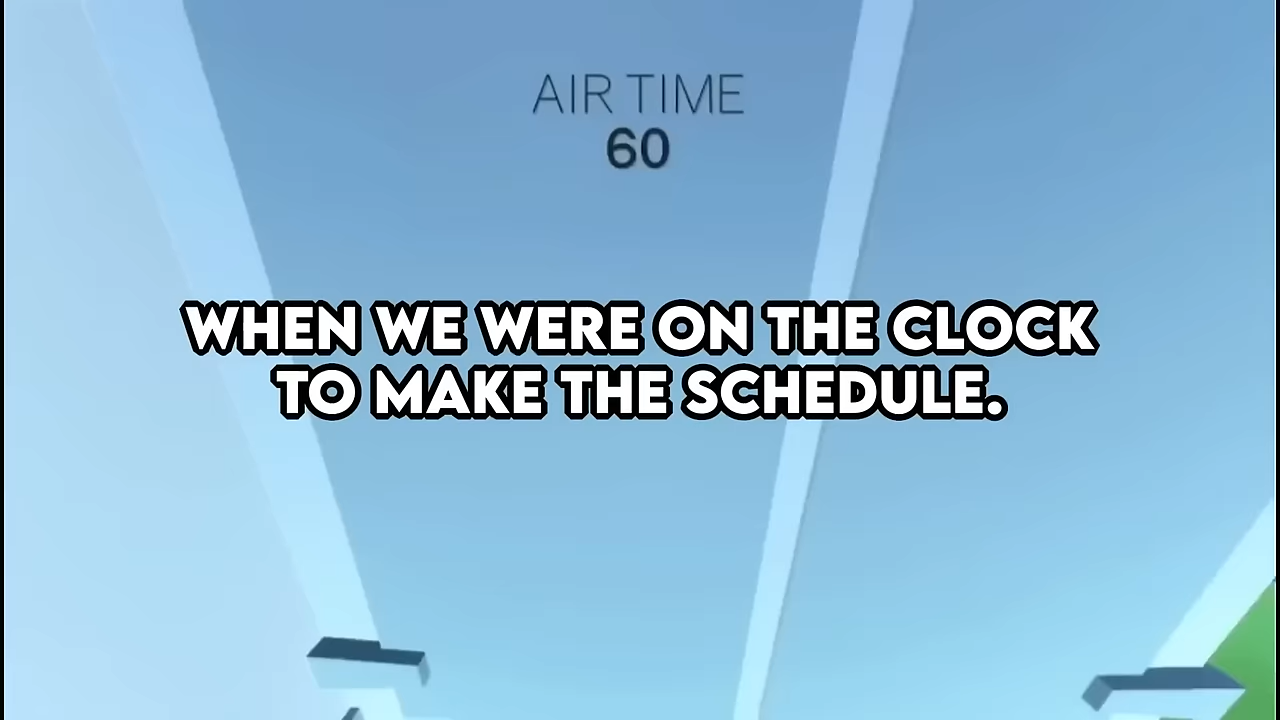 AIR TIME
60
WHEN WE WERE ON THE CLOCK
TO MAKE THE SCHEDULE.